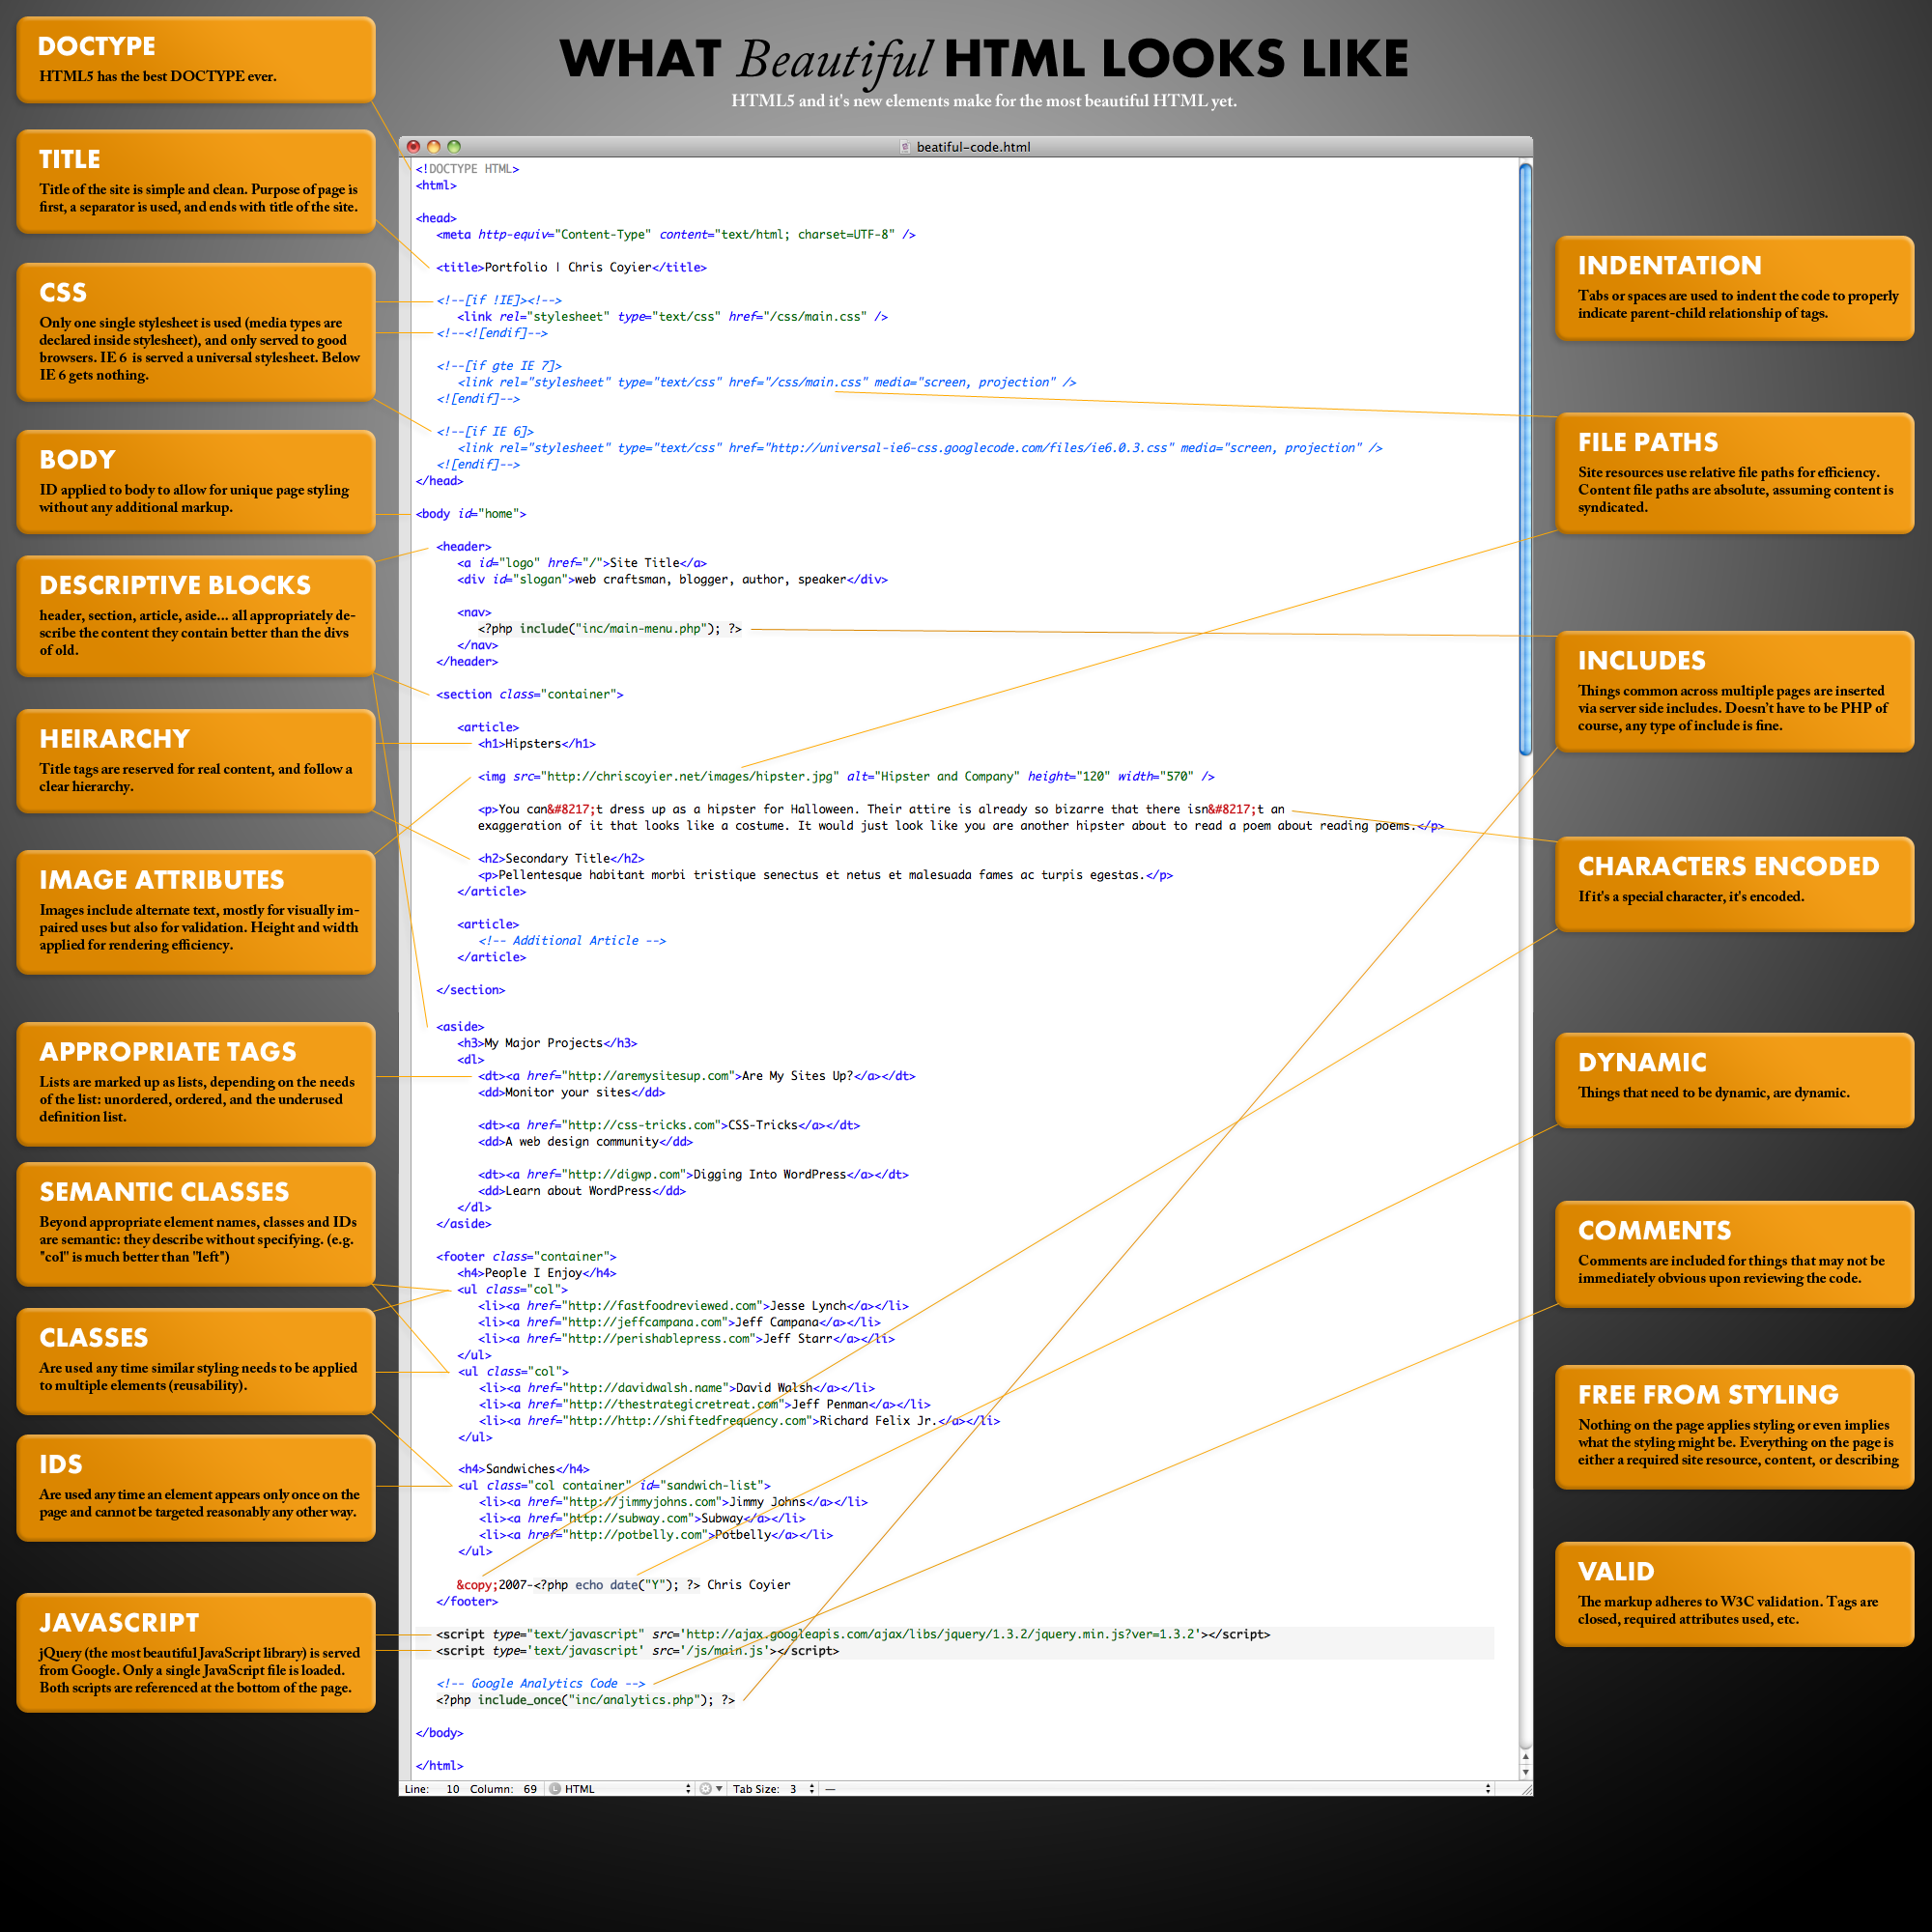 WHAT Beautiful HTML LOOKS LIKE
HTML5 and it's new elements make for the most beautiful HTML yet.
DOCTYPE
HTML5 has the best DOCTYPE ever.
TITLE
Title of the site is simple and clean. Purpose of page is
first, a separator is used, and ends with title of the site.
CSS
Only one single stylesheet is used (media types are
declared inside stylesheet), and only served to good
browsers. IE 6 is served a universal stylesheet. Below
IE 6 gets nothing.
BODY
ID applied to body to allow for unique page styling
without any additional markup.
DESCRIPTIVE BLOCKS
header, section, article, aside... all appropriately de-
scribe the content they contain better than the divs
of old.
HEIRARCHY
Title tags are reserved for real content, and follow a
clear hierarchy.
IMAGE ATTRIBUTES
Images include alternate text, mostly for visually im-
paired uses but also for validation. Height and width
applied for rendering efficiency.
APPROPRIATE TAGS
Lists are marked up as lists, depending on the needs
of the list: unordered, ordered, and the underused
definition list.
SEMANTIC CLASSES
Beyond appropriate element names, classes and IDs
are semantic: they describe without specifying. (e.g.
"col" is much better than "left")
CLASSES
Are used any time similar styling needs to be applied
to multiple elements (reusability).
IDS
Are used any time an element appears only once on the
page and cannot be targeted reasonably any other way.
JAVASCRIPT
jQuery (the most beautiful JavaScript library) is served
from Google. Only a single JavaScript file is loaded.
Both scripts are referenced at the bottom of the page.
beatiful-code.html
<!DOCTYPE HTML>
<html>
<head>
<meta http-equiv="Content-Type" content="text/html; charset=UTF-8" />
<title>Portfolio | Chris Coyier</title>
<!--[if !IE]><!-->
<link rel="stylesheet" type="text/css" href="/css/main.css" />
<!--<![endif]-->
<!--[if gte IE 7]>
<link rel="stylesheet" type="text/css" href="/css/main.css" media="screen, projection" />
<![endif]-->
<!--[if IE 6]>
<link rel="stylesheet" type="text/css" href="http://universal-ie6-css.googlecode.com/files/ie6.0.3.css" media="screen, projection" />
<![endif]-->
</head>
<body id="home">
<header>
<a id="logo" href="/">Site Title</a>
<div id="slogan">web craftsman, blogger, author, speaker</div>
<nav>
<?php include("inc/main-menu.php"); ?>
</nav>
</header>
<section class="container">
<article>
<h1>Hipsters</h1>
<img src="http://chriscoyier.net/images/hipster.jpg" alt="Hipster and Company" height="120" width="570" />
<p>You can&#8217;t dress up as a hipster for Halloween. Their attire is already so bizarre that there isn&#8217;t an
exaggeration of it that looks like a costume. It would just look like you are another hipster about to read a poem about reading poems.</p>
<h2>Secondary Title</h2>
<p>Pellentesque habitant morbi tristique senectus et netus et malesuada fames ac turpis egestas.</p>
</article>
<article>
<!-- Additional Article -->
</article>
</section>
<aside>
<h3>My Major Projects</h3>
<dl>
<dt><a href="http://aremysitesup.com">Are My Sites Up?</a></dt>
<dd>Monitor your sites</dd>
<dt><a href="http://css-tricks.com">CSS-Tricks</a></dt>
<dd>A web design community</dd>
<dt><a href="http://digwp.com">Digging Into WordPress</a></dt>
<dd>Learn about WordPress</dd>
</dl>
</aside>
<footer class="container">
<h4>People I Enjoy</h4>
<ul class="col">
<li><a href="http://fastfoodreviewed.com">Jesse Lynch</a></li>
<li><a href="http://jeffcampana.com">Jeff Campana</a></li>
<li><a href="http://perishablepress.com">Jeff Starr</a></li>
</ul>
<ul class="col">
<li><a href="http://davidwalsh.name">David Walsh</a></li>
<li><a href="http://thestrategicretreat.com">Jeff Penman</a></li>
<li><a href="http://http://shiftedfrequency.com">Richard Felix Jr.</a></li>
</ul>
<h4>Sandwiches</h4>
<ul class="col container" id="sandwich-list">
<li><a href="http://jimmyjohns.com">Jimmy Johns</a></li>
<li><a href="http://subway.com">Subway</a></li>
<li><a href="http://potbelly.com">Potbelly</a></li>
</ul>
&copy;2007-<?php echo date("Y"); ?> Chris Coyier
</footer>
<script type="text/javascript" src='http://ajax.googleapis.com/ajax/libs/jquery/1.3.2/jquery.min.js?ver=1.3.2'></script>
<script type='text/javascript' src='/js/main.js'></script>
<!-- Google Analytics Code -->
<?php include_once("inc/analytics.php"); ?>
</body>
</html>
Line: 10 Column: 69 L HTML Tab Size: 3 —
INDENTATION
Tabs or spaces are used to indent the code to properly
indicate parent-child relationship of tags.
FILE PATHS
Site resources use relative file paths for efficiency.
Content file paths are absolute, assuming content is
syndicated.
INCLUDES
Things common across multiple pages are inserted
via server side includes. Doesn't have to be PHP of
course, any type of include is fine.
CHARACTERS ENCODED
If it's a special character, it's encoded.
DYNAMIC
Things that need to be dynamic, are dynamic.
COMMENTS
Comments are included for things that may not be
immediately obvious upon reviewing the code.
FREE FROM STYLING
Nothing on the page applies styling or even implies
what the styling might be. Everything on the page is
either a required site resource, content, or describing
VALID
The markup adheres to W3C validation. Tags are
closed, required attributes used, etc.